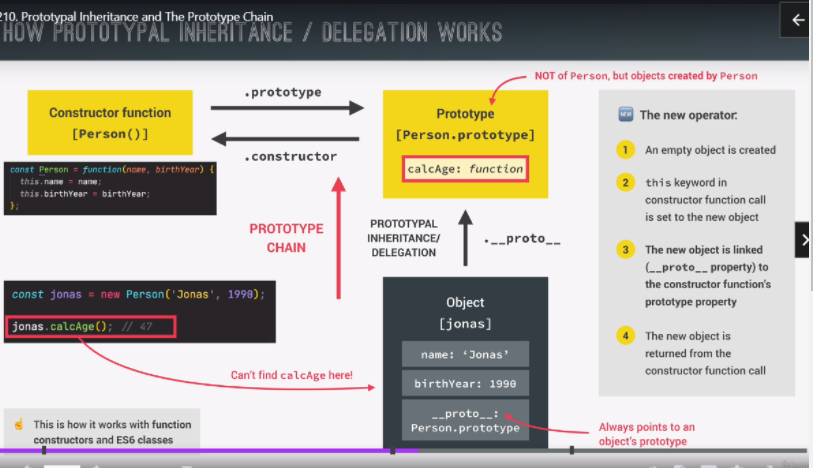 210. Prototypal Inheritance and The Prototype Chain
HOW PROTOTYPAL INHERITANCE / DELEGATION WORKS
NOT of Person, but objects created by Person
Constructor function
[Person()]
.prototype
.constructor
Prototype
[Person.prototype]
calcAge: function
const Person = function(name, birthYear) {
this.name = name;
this.birthYear = birthYear;
};
PROTOTYPE
CHAIN
PROTOTYPAL
INHERITANCE/
DELEGATION
.__proto__
const jonas = new Person('Jonas', 1990);
jonas.calcAge(); // 47
Can't find calcAge here!
Object
[jonas]
name: ‘Jonas’
birthYear: 1990
__proto__:
Person.prototype
Always points to an
object's prototype
☝ This is how it works with function
constructors and ES6 classes
NEW The new operator:
1 An empty object is created
2 this keyword in
constructor function call
is set to the new object
3 The new object is linked
(__proto__ property) to
the constructor function's
prototype property
4 The new object is
returned from the
constructor function call